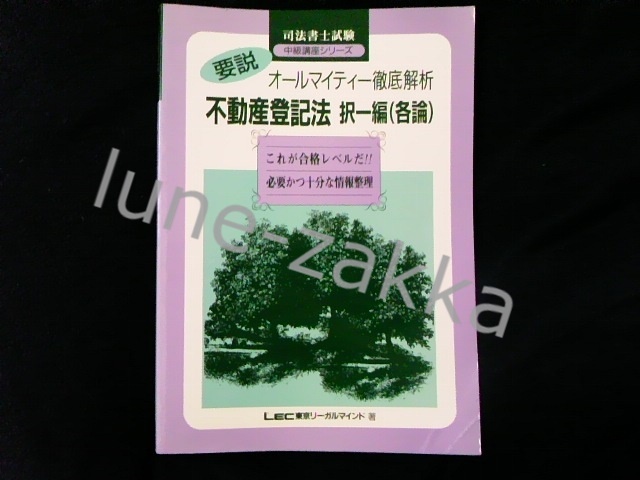 司法書士試験
中級講座シリーズ
要説
オールマイティー徹底解析
不動産登記法 択一編(各論)
これが合格レベルだ!!
必要かつ十分な情報整理
lune-zakka
LEC東京リーガルマインド 著